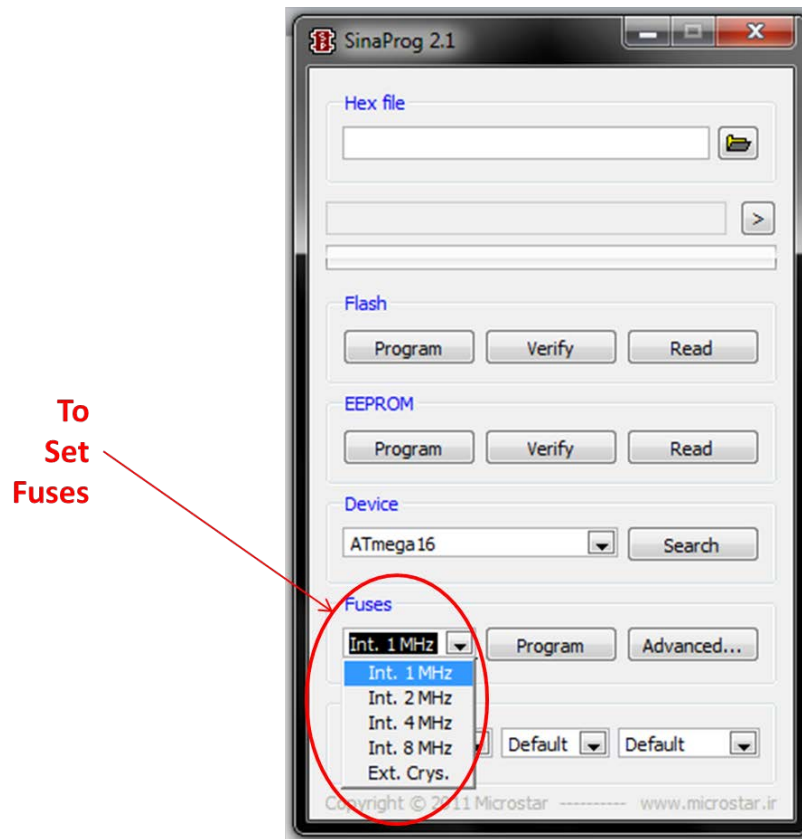 SinaProg 2.1
Hex file
>
Flash
Program Verify Read
EEPROM
Program Verify Read
To
Set
Fuses
Device
ATmega16 Search
Fuses
Int. 1 MHz Program Advanced...
Int. 1 MHz
Int. 2 MHz
Int. 4 MHz
Int. 8 MHz
Default Default
Ext. Crys.
Copyright © 2011 Microstar ---------- www.microstar.ir